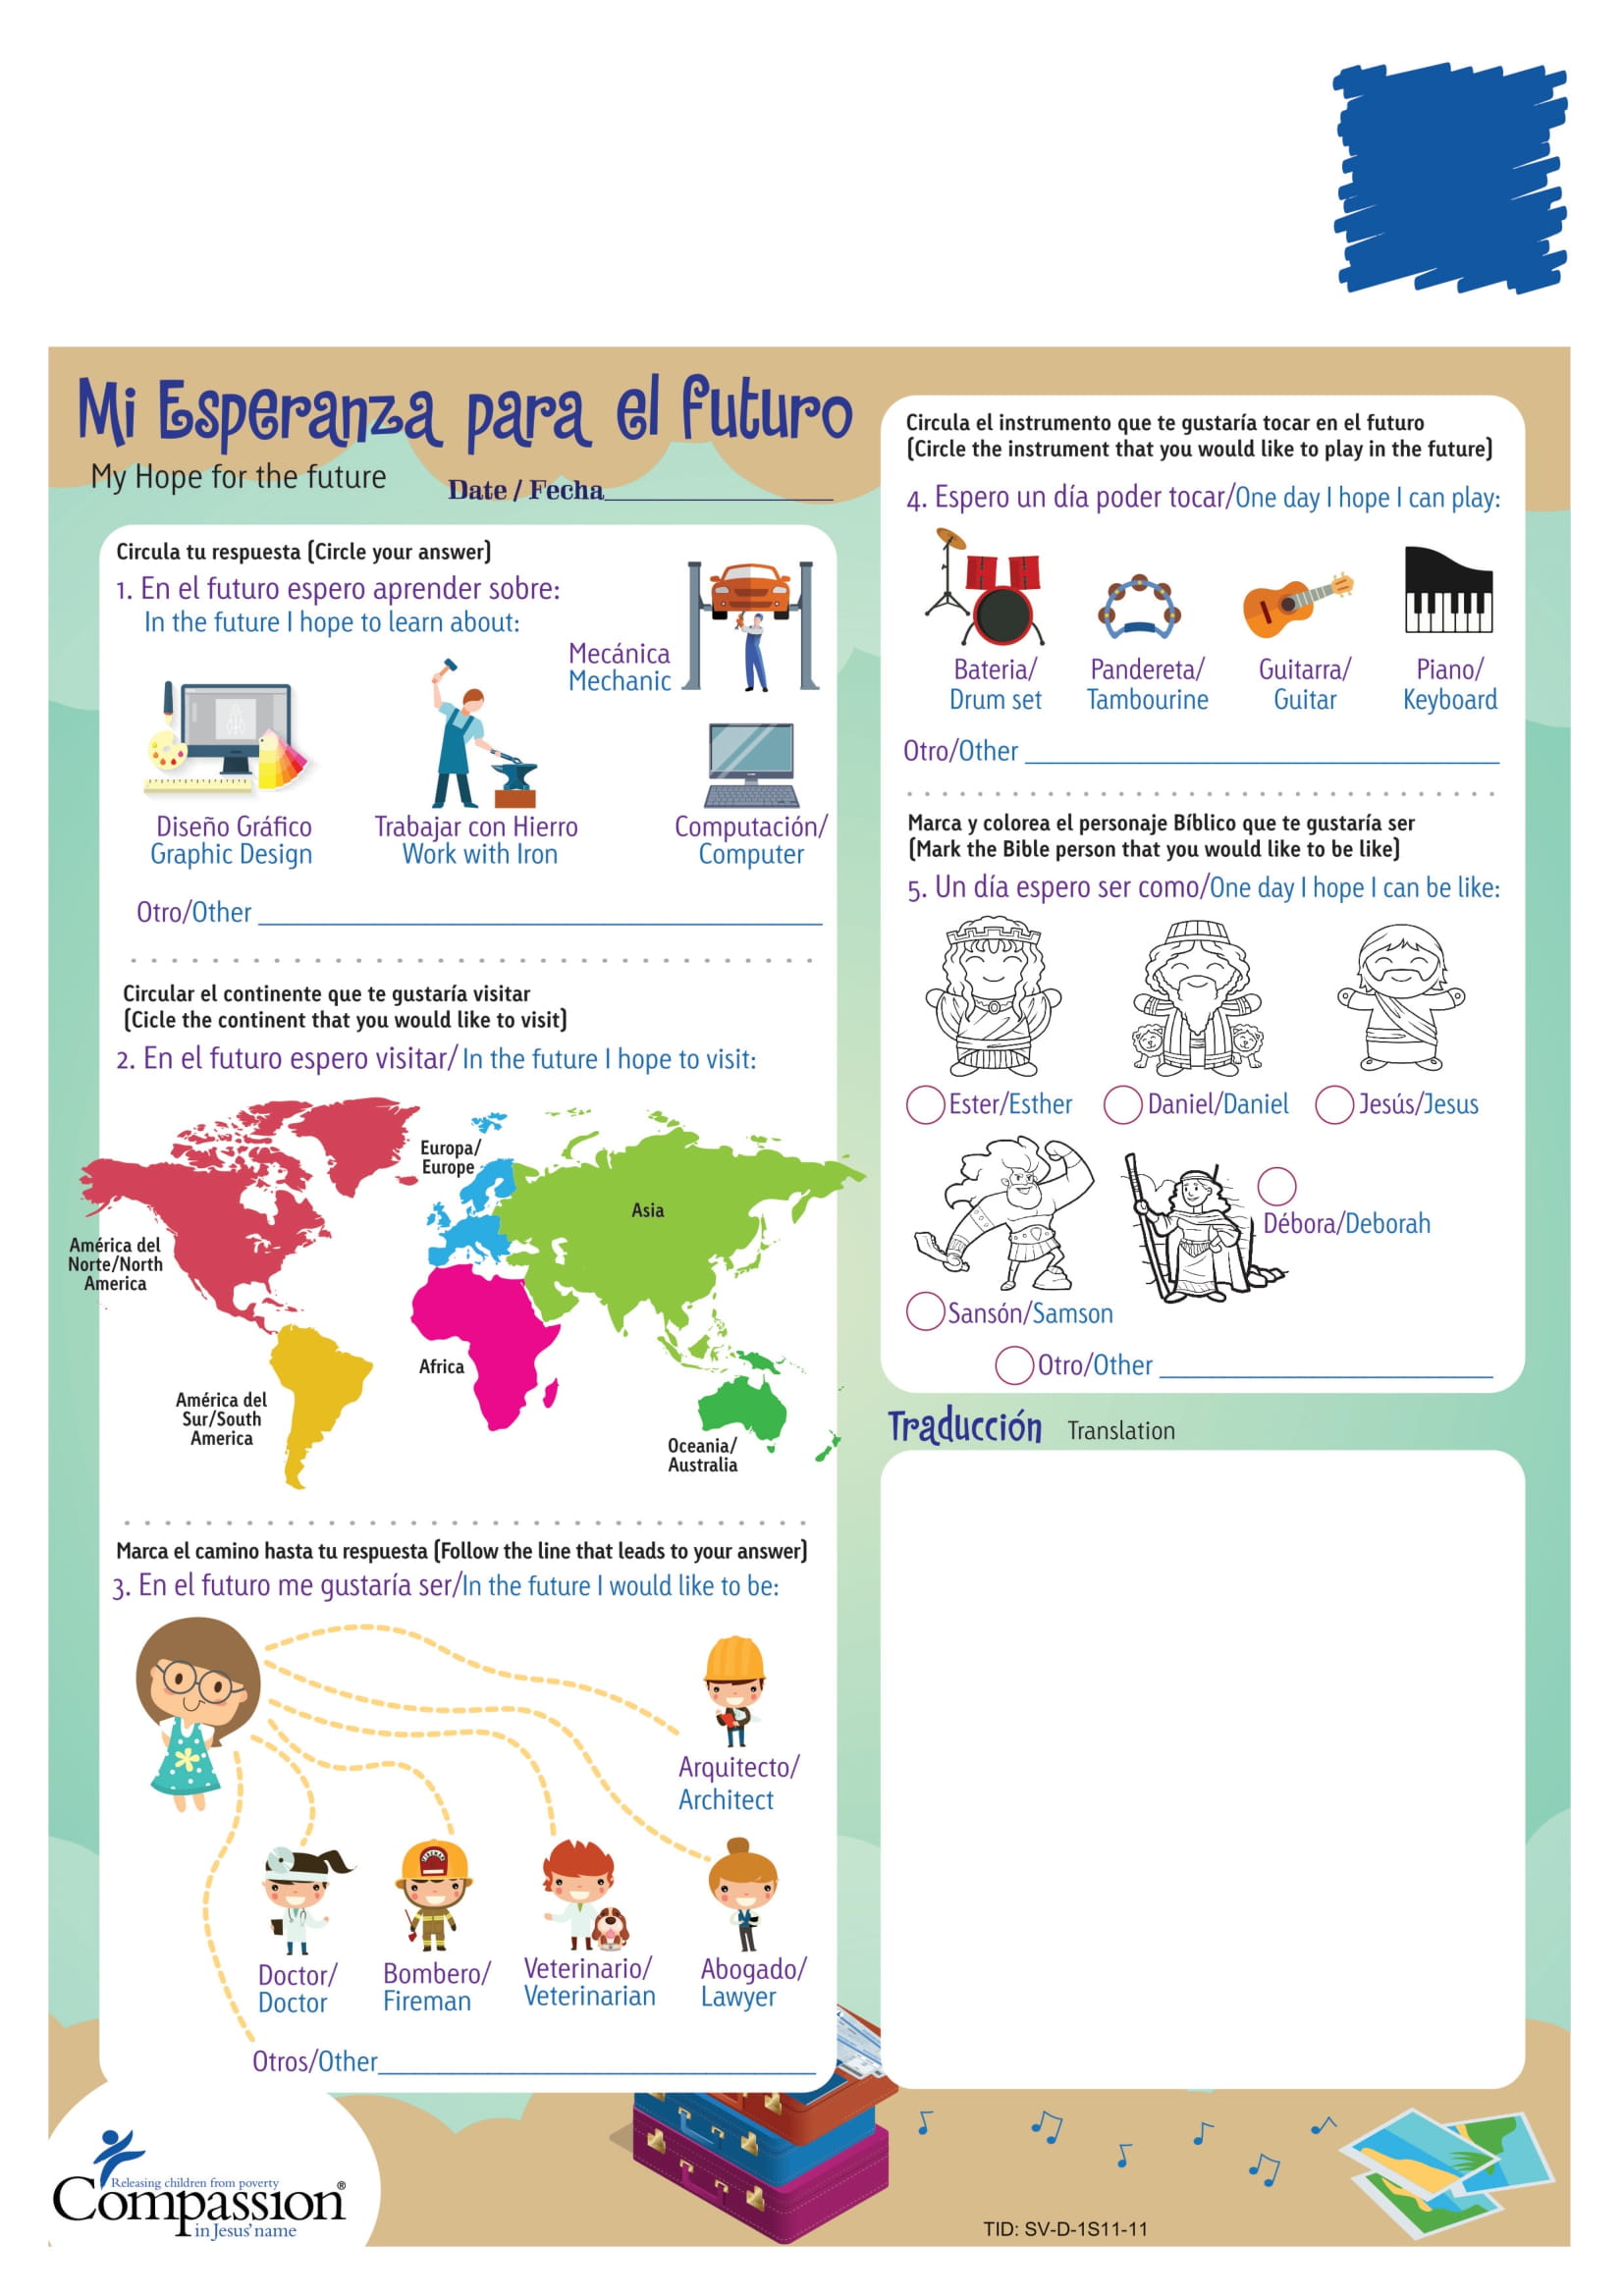 Mi Esperanza para el futuro
My Hope for the future
Date / Fecha
Circula tu respuesta (Circle your answer)
1. En el futuro espero aprender sobre:
In the future I hope to learn about:
Mecánica
Mechanic
Diseño Gráfico
Graphic Design
Trabajar con Hierro
Work with Iron
Computación/
Computer
Otro/Other
Circular el continente que te gustaría visitar
(Cicle the continent that you would like to visit)
2. En el futuro espero visitar/ In the future I hope to visit:
Europa/
Europe
Asia
América del
Norte/North
America
Africa
América del
Sur/South
America
Oceania/
Australia
Marca el camino hasta tu respuesta (Follow the line that leads to your answer)
3. En el futuro me gustaría ser/In the future I would like to be:
Arquitecto/
Architect
FIREMAN
Doctor/
Doctor
Bombero/
Fireman
Veterinario/
Veterinarian
Abogado/
Lawyer
Otros/Other
Circula el instrumento que te gustaría tocar en el futuro
(Circle the instrument that you would like to play in the future)
4. Espero un día poder tocar/One day I hope I can play:
Bateria/
Drum set
Pandereta/
Tambourine
Guitarra/
Guitar
Piano/
Keyboard
Otro/Other
Marca y colorea el personaje Bíblico que te gustaría ser
(Mark the Bible person that you would like to be like)
5. Un día espero ser como/One day I hope I can be like:
Ester/Esther
Daniel/Daniel
Jesús/Jesus
Débora/Deborah
Sansón/Samson
Otro/Other
Traducción Translation
Releasing children from poverty
Compassion®
in Jesus' name
TID: SV-D-1S11-11